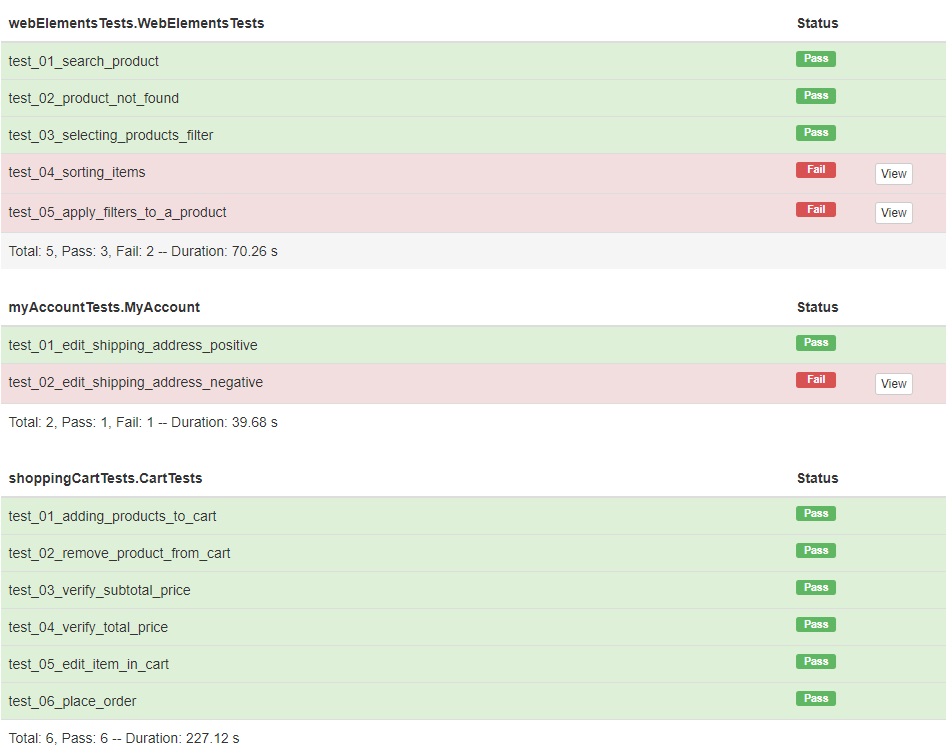 webElementsTests.WebElementsTests Status
test_01_search_product Pass
test_02_product_not_found Pass
test_03_selecting_products_filter Pass
test_04_sorting_items Fail View
test_05_apply_filters_to_a_product Fail View
Total: 5, Pass: 3, Fail: 2 -- Duration: 70.26 s
myAccountTests.MyAccount Status
test_01_edit_shipping_address_positive Pass
test_02_edit_shipping_address_negative Fail View
Total: 2, Pass: 1, Fail: 1 -- Duration: 39.68 s
shoppingCartTests.CartTests Status
test_01_adding_products_to_cart Pass
test_02_remove_product_from_cart Pass
test_03_verify_subtotal_price Pass
test_04_verify_total_price Pass
test_05_edit_item_in_cart Pass
test_06_place_order Pass
Total: 6, Pass: 6 -- Duration: 227.12 s